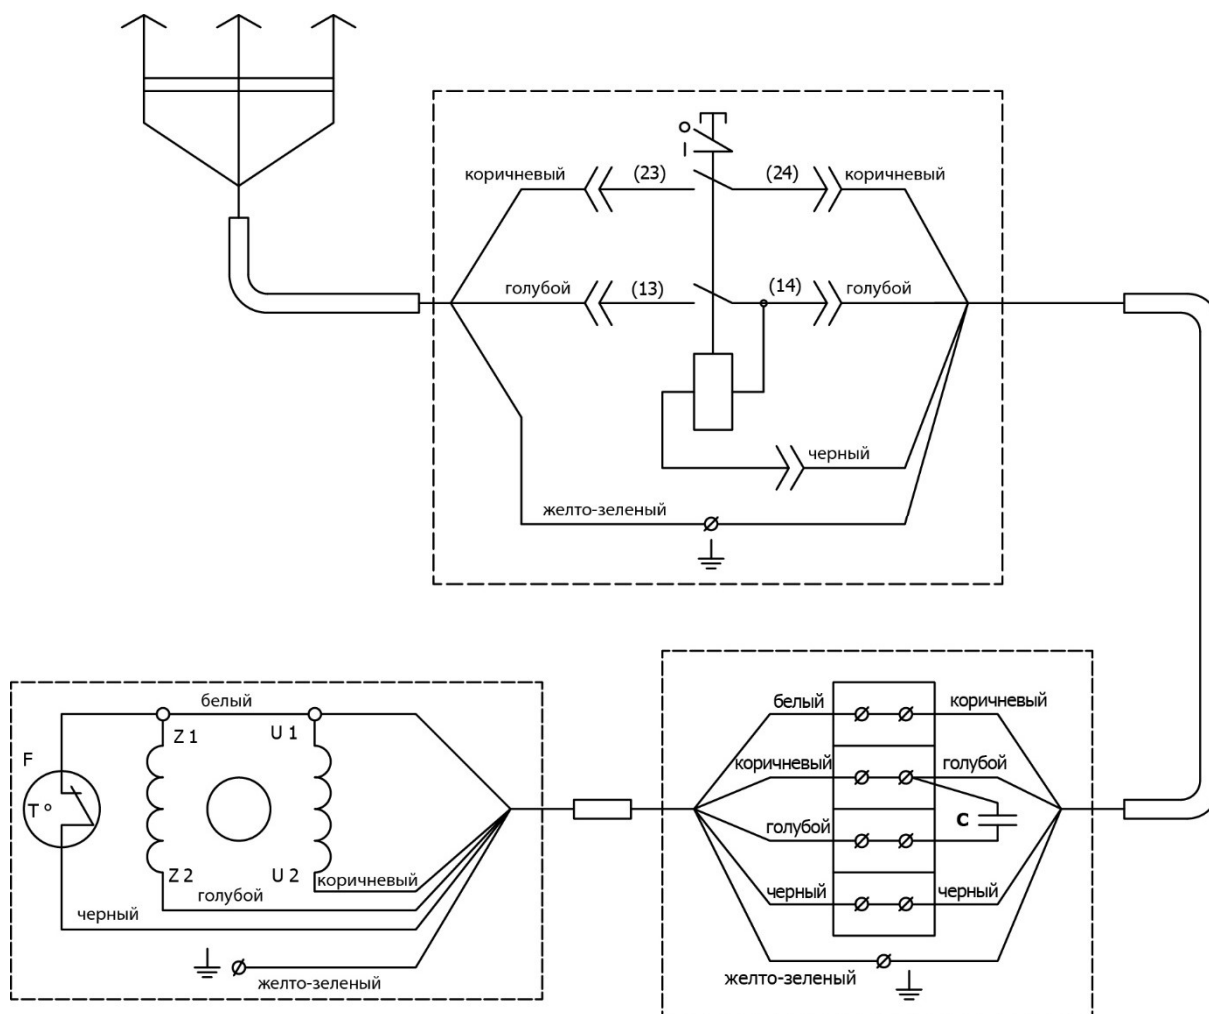 O
I
коричневый (23) (24) коричневый
голубой (13) (14) голубой
черный
желто-зеленый
белый
Z 1 U 1
F
T °
Z 2 U 2 коричневый
голубой
черный
желто-зеленый
белый коричневый
коричневый голубой
голубой C
черный черный
желто-зеленый